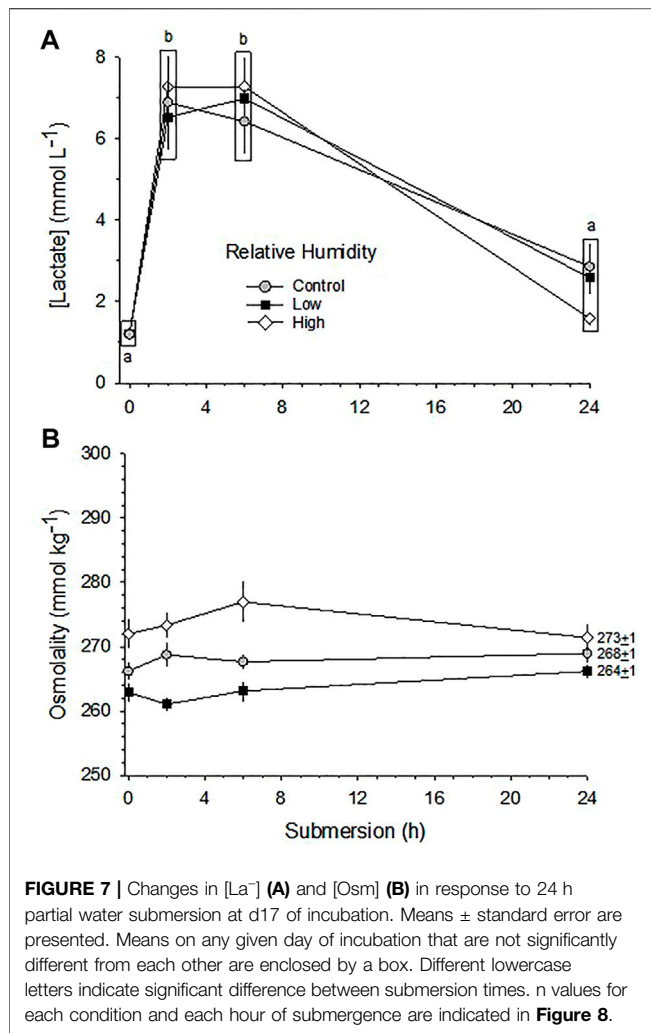 A
a
b
b
a
8
6
4
2
0
[Lactate] (mmol L⁻¹)
Relative Humidity
Control
Low
High
0 4 8 12 16 20 24
B
300
290
280
270
260
250
Osmolality (mmol kg⁻¹)
273±1
268±1
264±1
0 4 8 12 16 20 24
Submersion (h)
FIGURE 7 | Changes in [La⁻] (A) and [Osm] (B) in response to 24 h
partial water submersion at d17 of incubation. Means ± standard error are
presented. Means on any given day of incubation that are not significantly
different from each other are enclosed by a box. Different lowercase
letters indicate significant difference between submersion times. n values for
each condition and each hour of submergence are indicated in Figure 8.